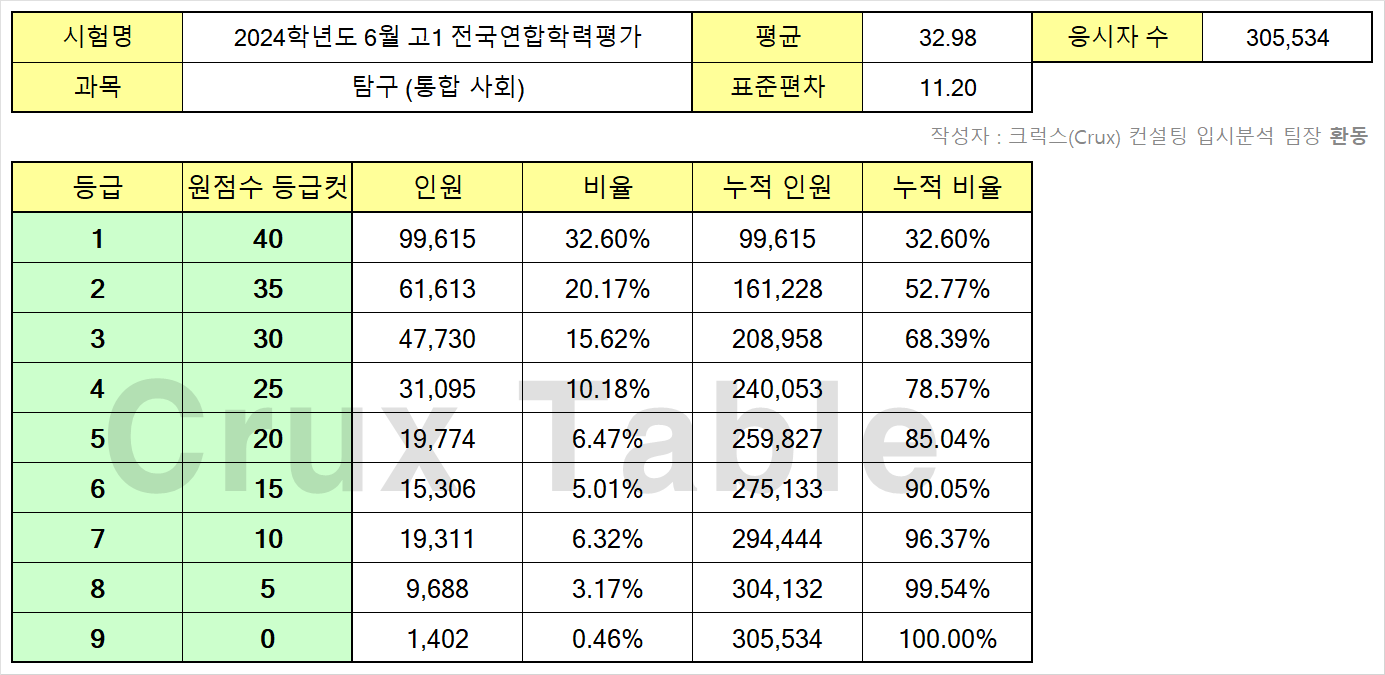 시험명 2024학년도 6월 고1 전국연합학력평가 평균 32.98 응시자 수 305,534
과목 탐구 (통합 사회) 표준편차 11.20
작성자 : 크럭스(Crux) 컨설팅 입시분석 팀장 환동
등급 원점수 등급컷 인원 비율 누적 인원 누적 비율
1 40 99,615 32.60% 99,615 32.60%
2 35 61,613 20.17% 161,228 52.77%
3 30 47,730 15.62% 208,958 68.39%
4 25 31,095 10.18% 240,053 78.57%
5 20 19,774 6.47% 259,827 85.04%
6 15 15,306 5.01% 275,133 90.05%
7 10 19,311 6.32% 294,444 96.37%
8 5 9,688 3.17% 304,132 99.54%
9 0 1,402 0.46% 305,534 100.00%
Crux Table